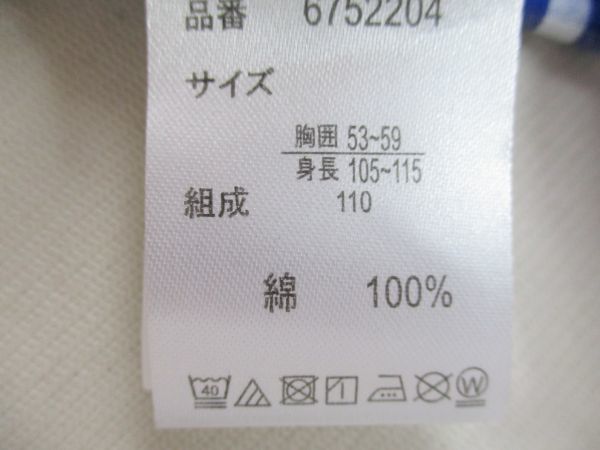 品番 6752204
サイズ
胸囲 53~59
身長 105~115
組成 110
綿 100%
40 W